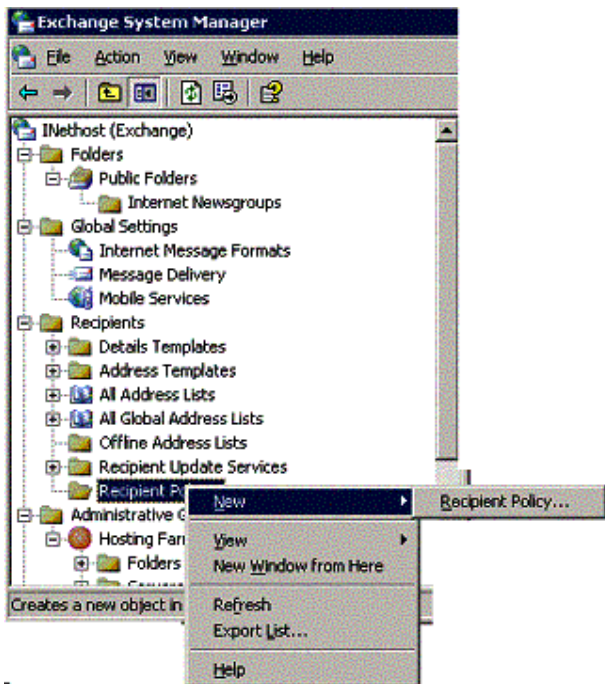 Exchange System Manager
File Action View Window Help
INethost (Exchange)
Folders
Public Folders
Internet Newsgroups
Global Settings
Internet Message Formats
Message Delivery
Mobile Services
Recipients
Details Templates
Address Templates
All Address Lists
All Global Address Lists
Offline Address Lists
Recipient Update Services
Recipient Po
New Recipient Policy...
Administrative G
Hosting Far
View
New Window from Here
Folders
Creates a new object in
Refresh
Export List...
Help